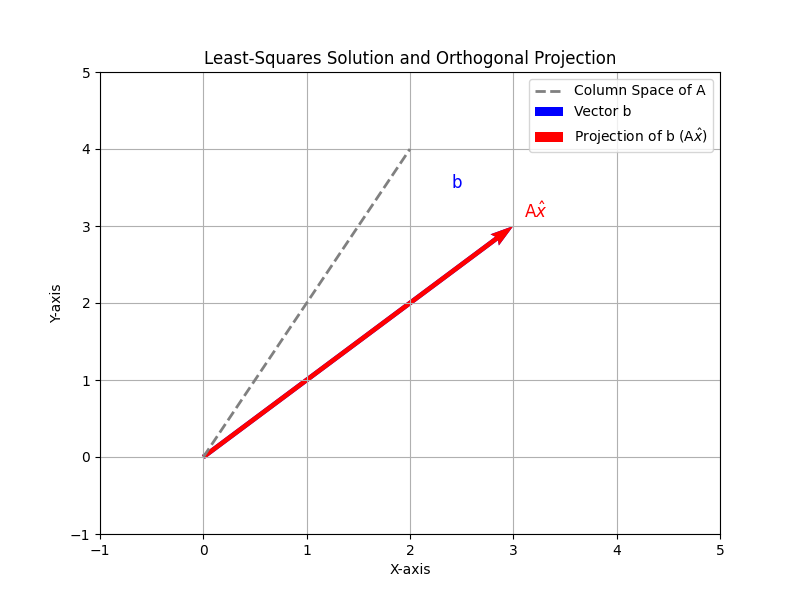 Least-Squares Solution and Orthogonal Projection
Column Space of A
Vector b
Projection of b (Ax̂)
b
Ax̂
5
4
3
2
1
0
−1
Y-axis
−1 0 1 2 3 4 5
X-axis